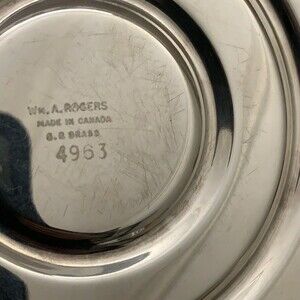 Wm. A. ROGERS
MADE IN CANADA
S.P. BRASS
4963